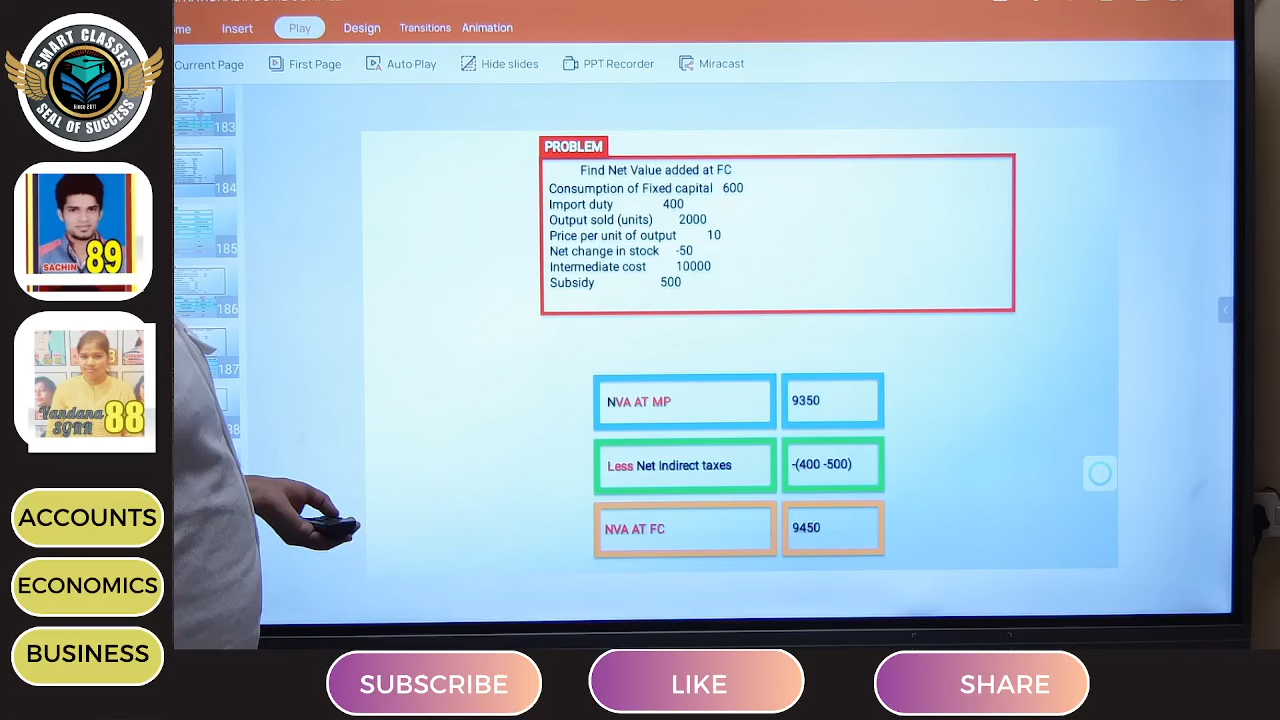 SMART CLASSES
Since 2011
SEAL OF SUCCESS
SACHIN 89
Vandana
SGRR 88
ACCOUNTS
ECONOMICS
BUSINESS
Insert Play Design Transitions Animation
Current Page First Page Auto Play Hide slides PPT Recorder Miracast
183
184
185
186
187
PROBLEM
Find Net Value added at FC
Consumption of Fixed capital 600
Import duty 400
Output sold (units) 2000
Price per unit of output 10
Net change in stock -50
Intermediate cost 10000
Subsidy 500
NVA AT MP 9350
Less Net Indirect taxes -(400 -500)
NVA AT FC 9450
SUBSCRIBE LIKE SHARE